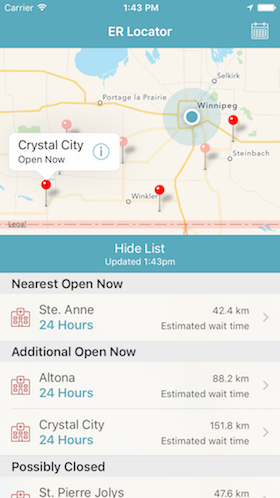 Carrier 1:43 PM
ER Locator
Selkirk
Portage la Prairie
Winnipeg
Crystal City
Open Now
Steinbach
Winkler
Legal
Hide List
Updated 1:43pm
Nearest Open Now
Ste. Anne 42.4 km
24 Hours Estimated wait time
Additional Open Now
Altona 88.2 km
24 Hours Estimated wait time
Crystal City 151.8 km
24 Hours Estimated wait time
Possibly Closed
St. Pierre Jolys 47.6 km